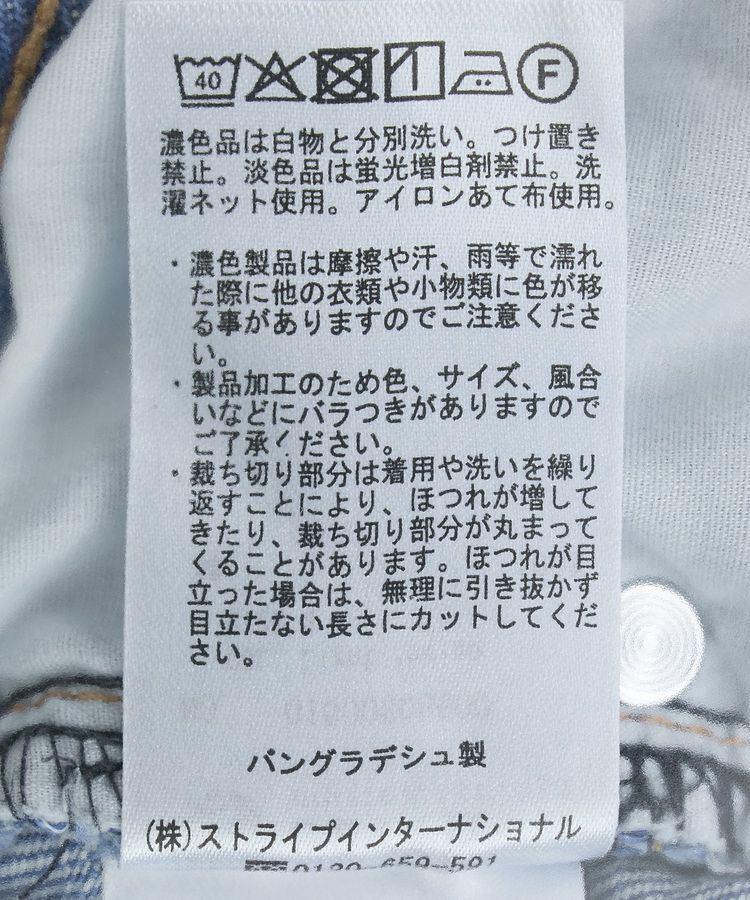 40 F
濃色品は白物と分別洗い。つけ置き
禁止。淡色品は蛍光増白剤禁止。洗
濯ネット使用。アイロンあて布使用。
・濃色製品は摩擦や汗、雨等で濡れ
た際に他の衣類や小物類に色が移
る事がありますのでご注意くださ
い。
・製品加工のため色、サイズ、風合
いなどにバラつきがありますので
ご了承ください。
・裁ち切り部分は着用や洗いを繰り
返すことにより、ほつれが増して
きたり、裁ち切り部分が丸まって
くることがあります。ほつれが目
立った場合は、無理に引き抜かず
目立たない長さにカットしてくだ
さい。
バングラデシュ製
(株)ストライプインターナショナル
0120-659-591